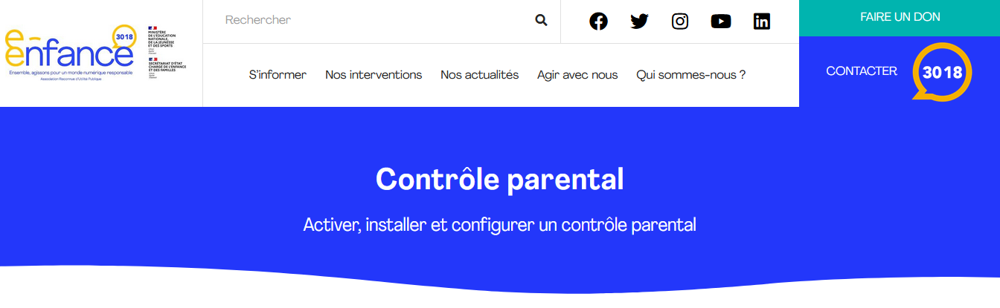 Rechercher
FAIRE UN DON
e-enfance 3018
Ensemble, agissons pour un monde numérique responsable
Association Reconnue d'Utilité Publique
MINISTÈRE
DE L'ÉDUCATION
NATIONALE,
DE LA JEUNESSE
ET DES SPORTS
SECRÉTARIAT D'ÉTAT
CHARGÉ DE L'ENFANCE
ET DES FAMILLES
S'informer Nos interventions Nos actualités Agir avec nous Qui sommes-nous ?
CONTACTER 3018
Contrôle parental
Activer, installer et configurer un contrôle parental